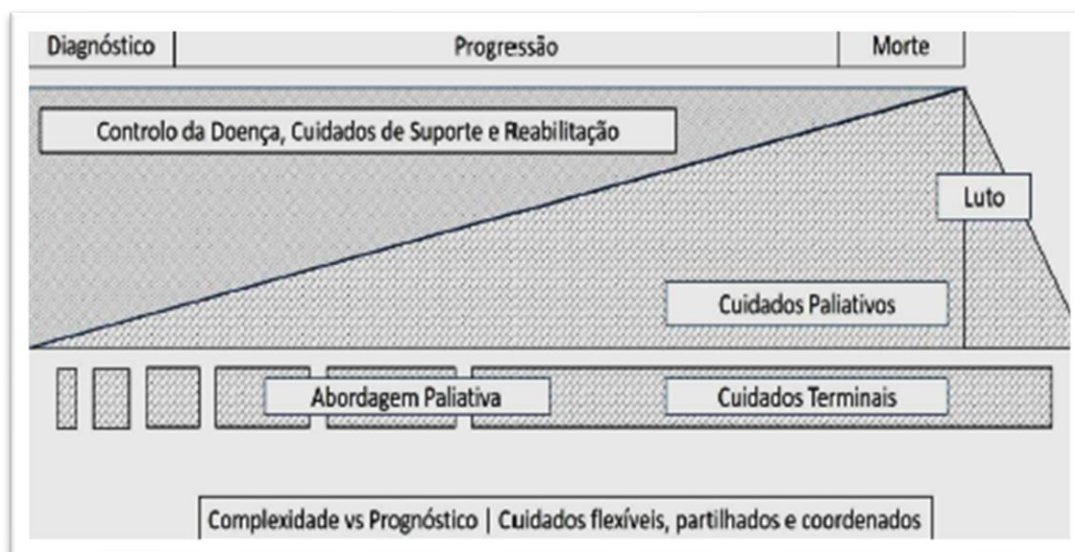 Diagnóstico
Progressão
Morte
Controlo da Doença, Cuidados de Suporte e Reabilitação
Luto
Cuidados Paliativos
Abordagem Paliativa
Cuidados Terminais
Complexidade vs Prognóstico | Cuidados flexíveis, partilhados e coordenados